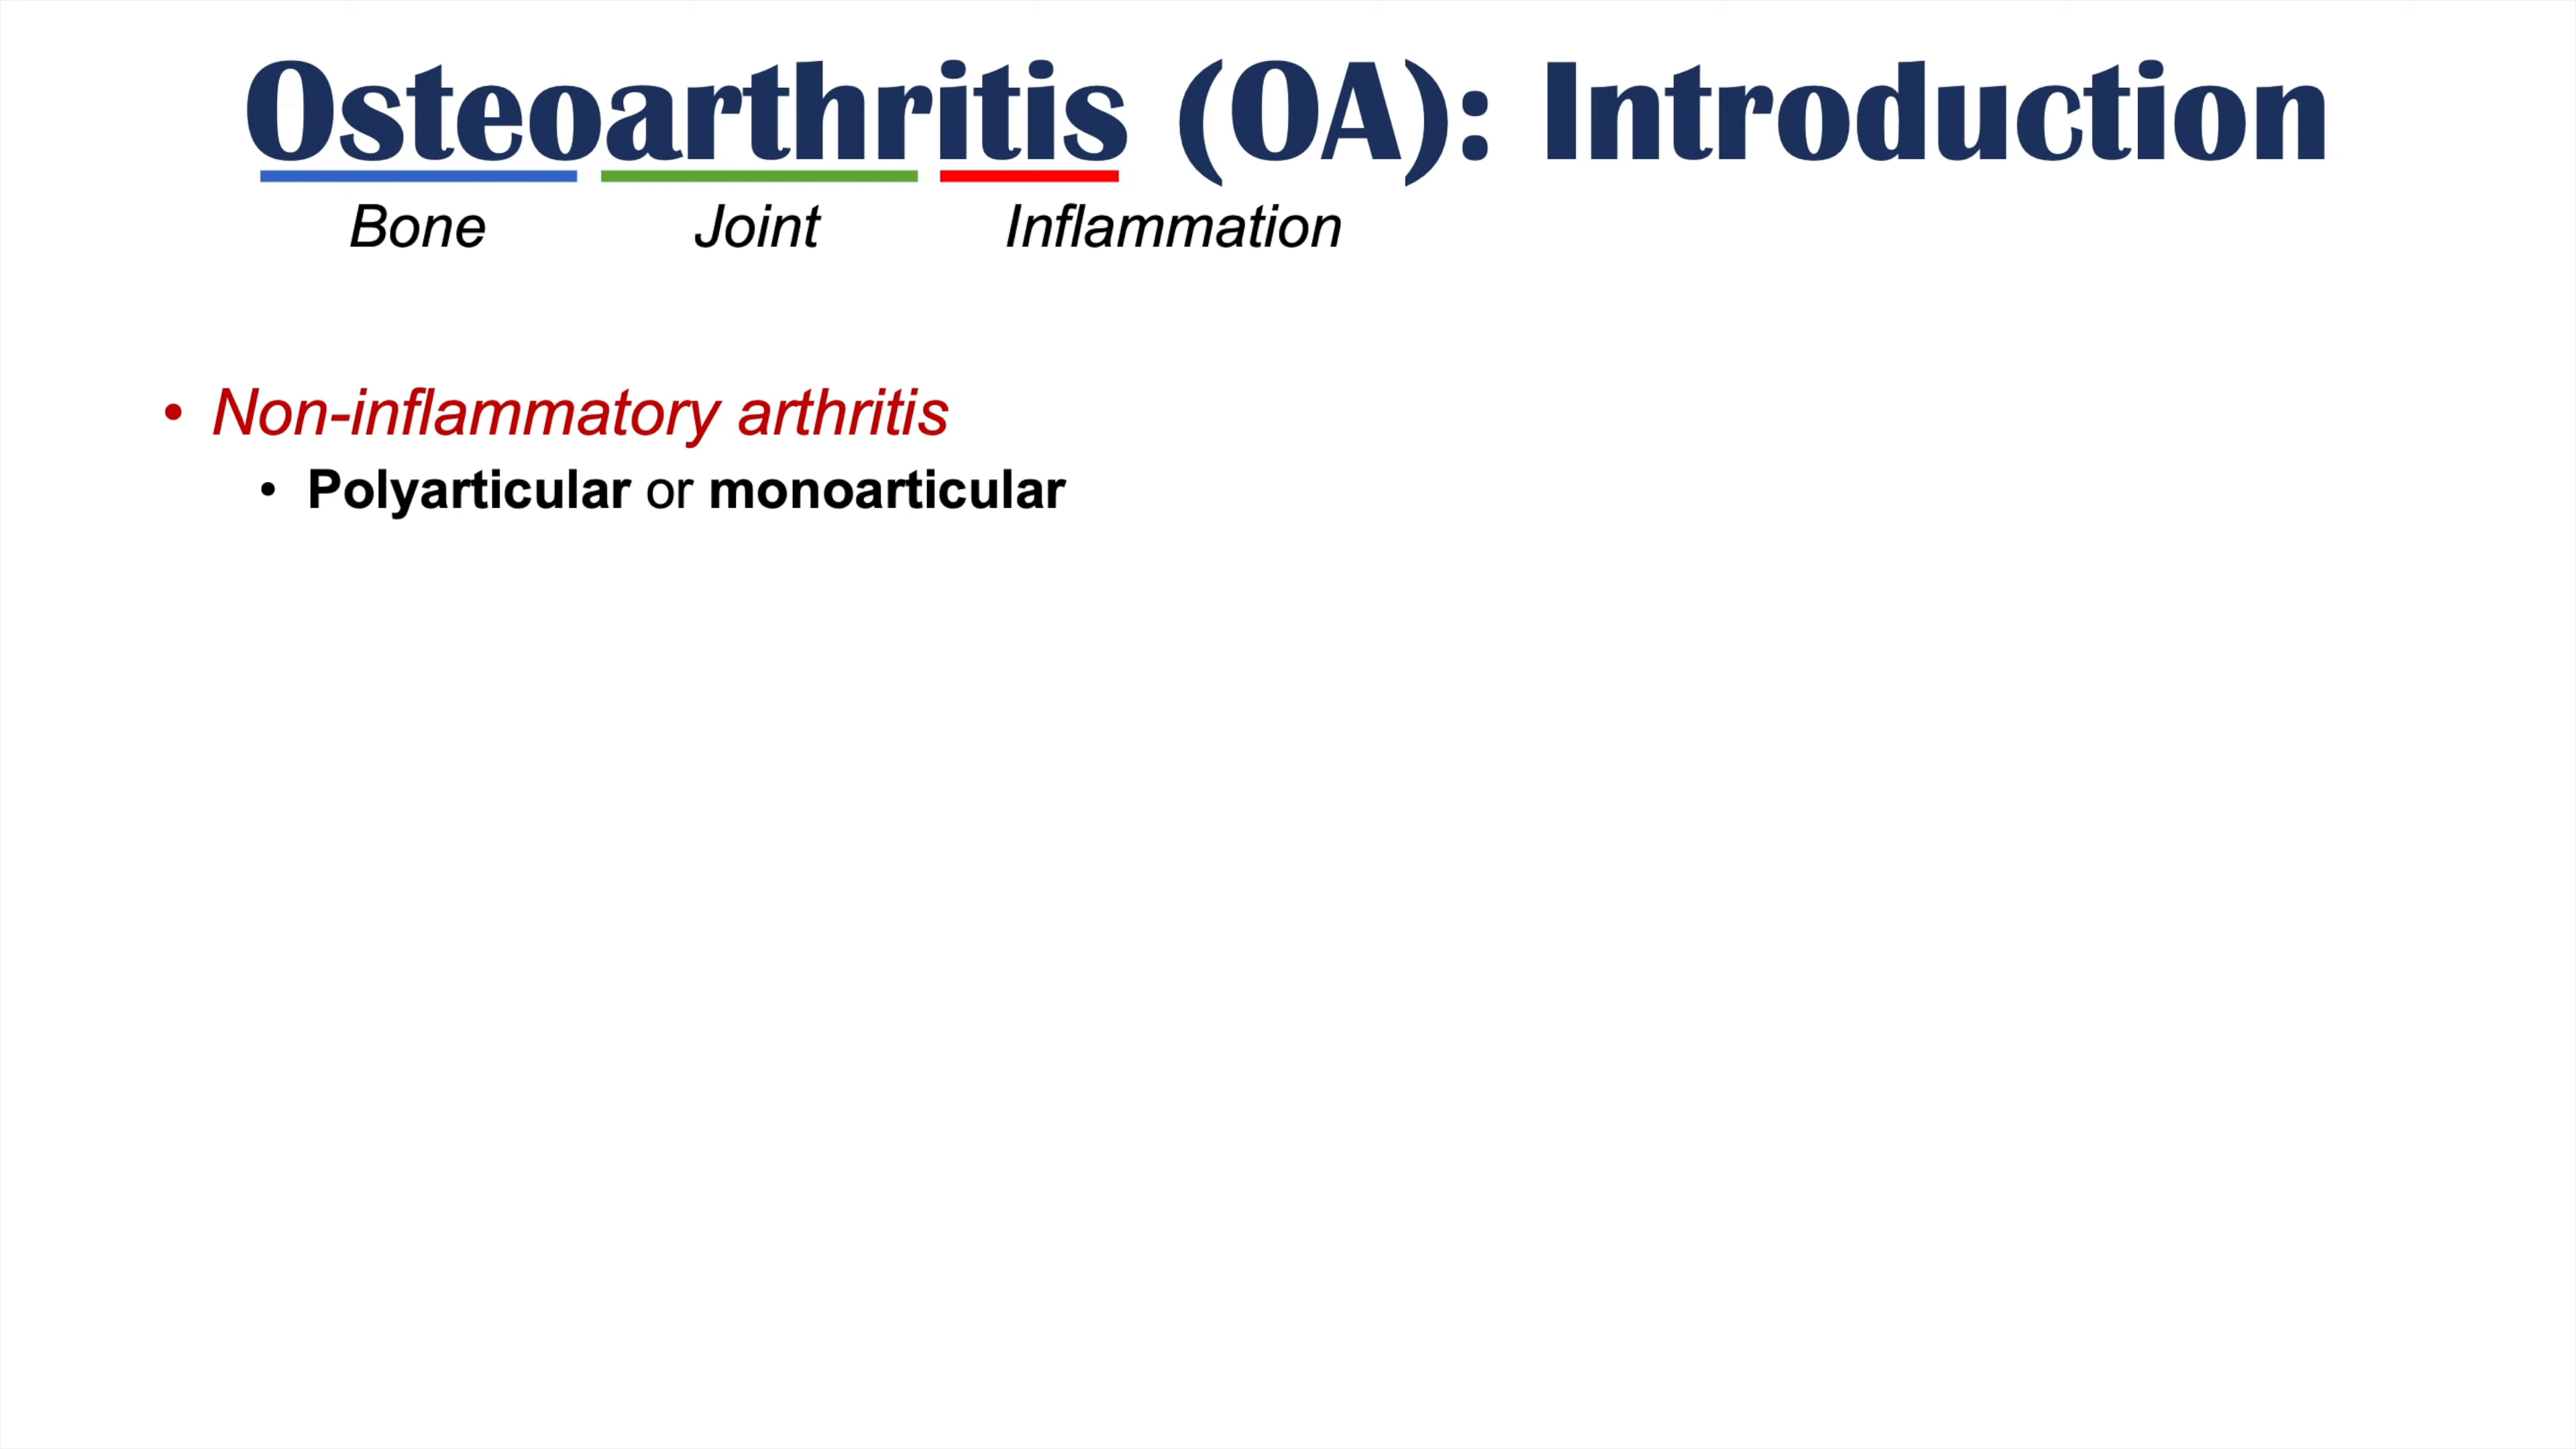 Osteoarthritis (OA): Introduction
Bone Joint Inflammation
• Non-inflammatory arthritis
• Polyarticular or monoarticular